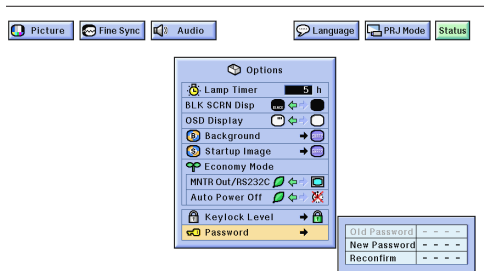 Picture
Fine Sync
Audio
Language
PRJ Mode
Status
Options
Lamp Timer 5 h
BLK SCRN Disp
OSD Display
Background
Startup Image
Economy Mode
MNTR Out/RS232C
Auto Power Off
Keylock Level
Password
Old Password - - - -
New Password - - - -
Reconfirm - - - -